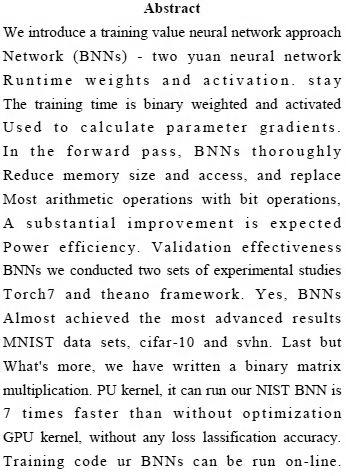 Abstract
We introduce a training value neural network approach
Network (BNNs) - two yuan neural network
Runtime weights and activation. stay
The training time is binary weighted and activated
Used to calculate parameter gradients.
In the forward pass, BNNs thoroughly
Reduce memory size and access, and replace
Most arithmetic operations with bit operations,
A substantial improvement is expected
Power efficiency. Validation effectiveness
BNNs we conducted two sets of experimental studies
Torch7 and theano framework. Yes, BNNs
Almost achieved the most advanced results
MNIST data sets, cifar-10 and svhn. Last but
What's more, we have written a binary matrix
multiplication. PU kernel, it can run our NIST BNN is
7 times faster than without optimization
GPU kernel, without any loss lassification accuracy.
Training code ur BNNs can be run on-line.